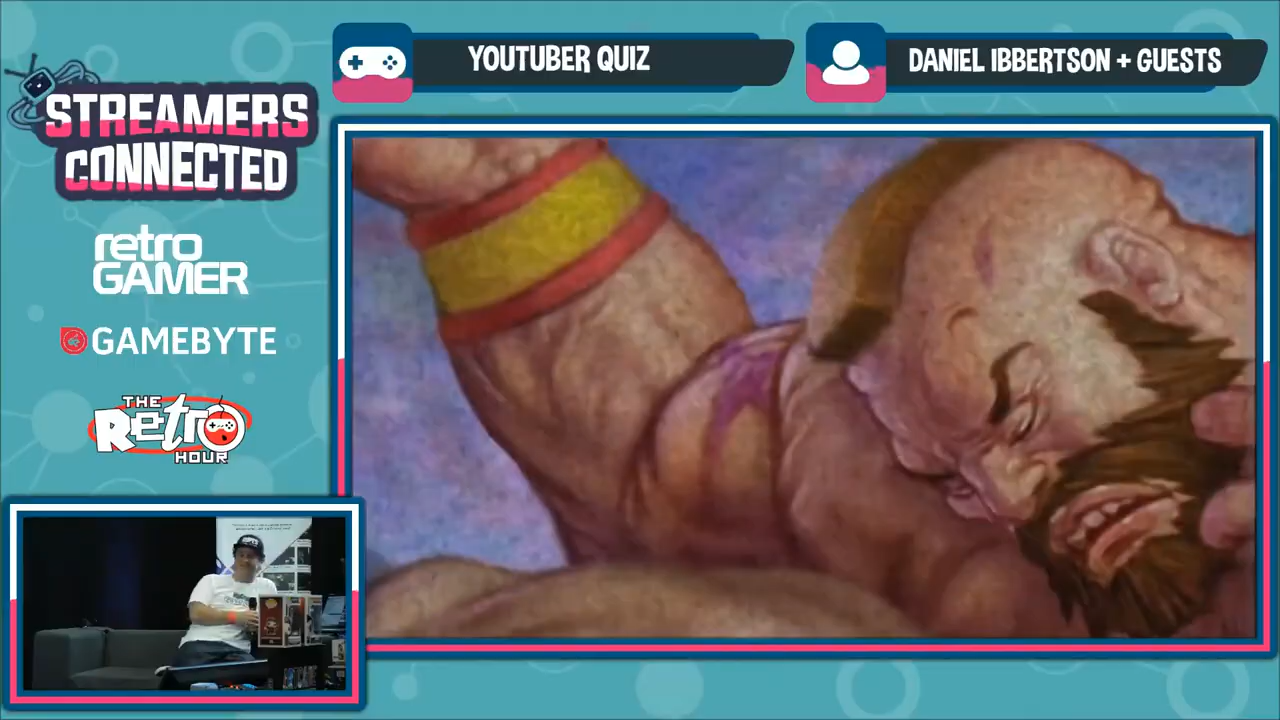 YOUTUBER QUIZ
DANIEL IBBERTSON + GUESTS
STREAMERS
CONNECTED
retro
GAMER
GAMEBYTE
THE
RETRO
HOUR